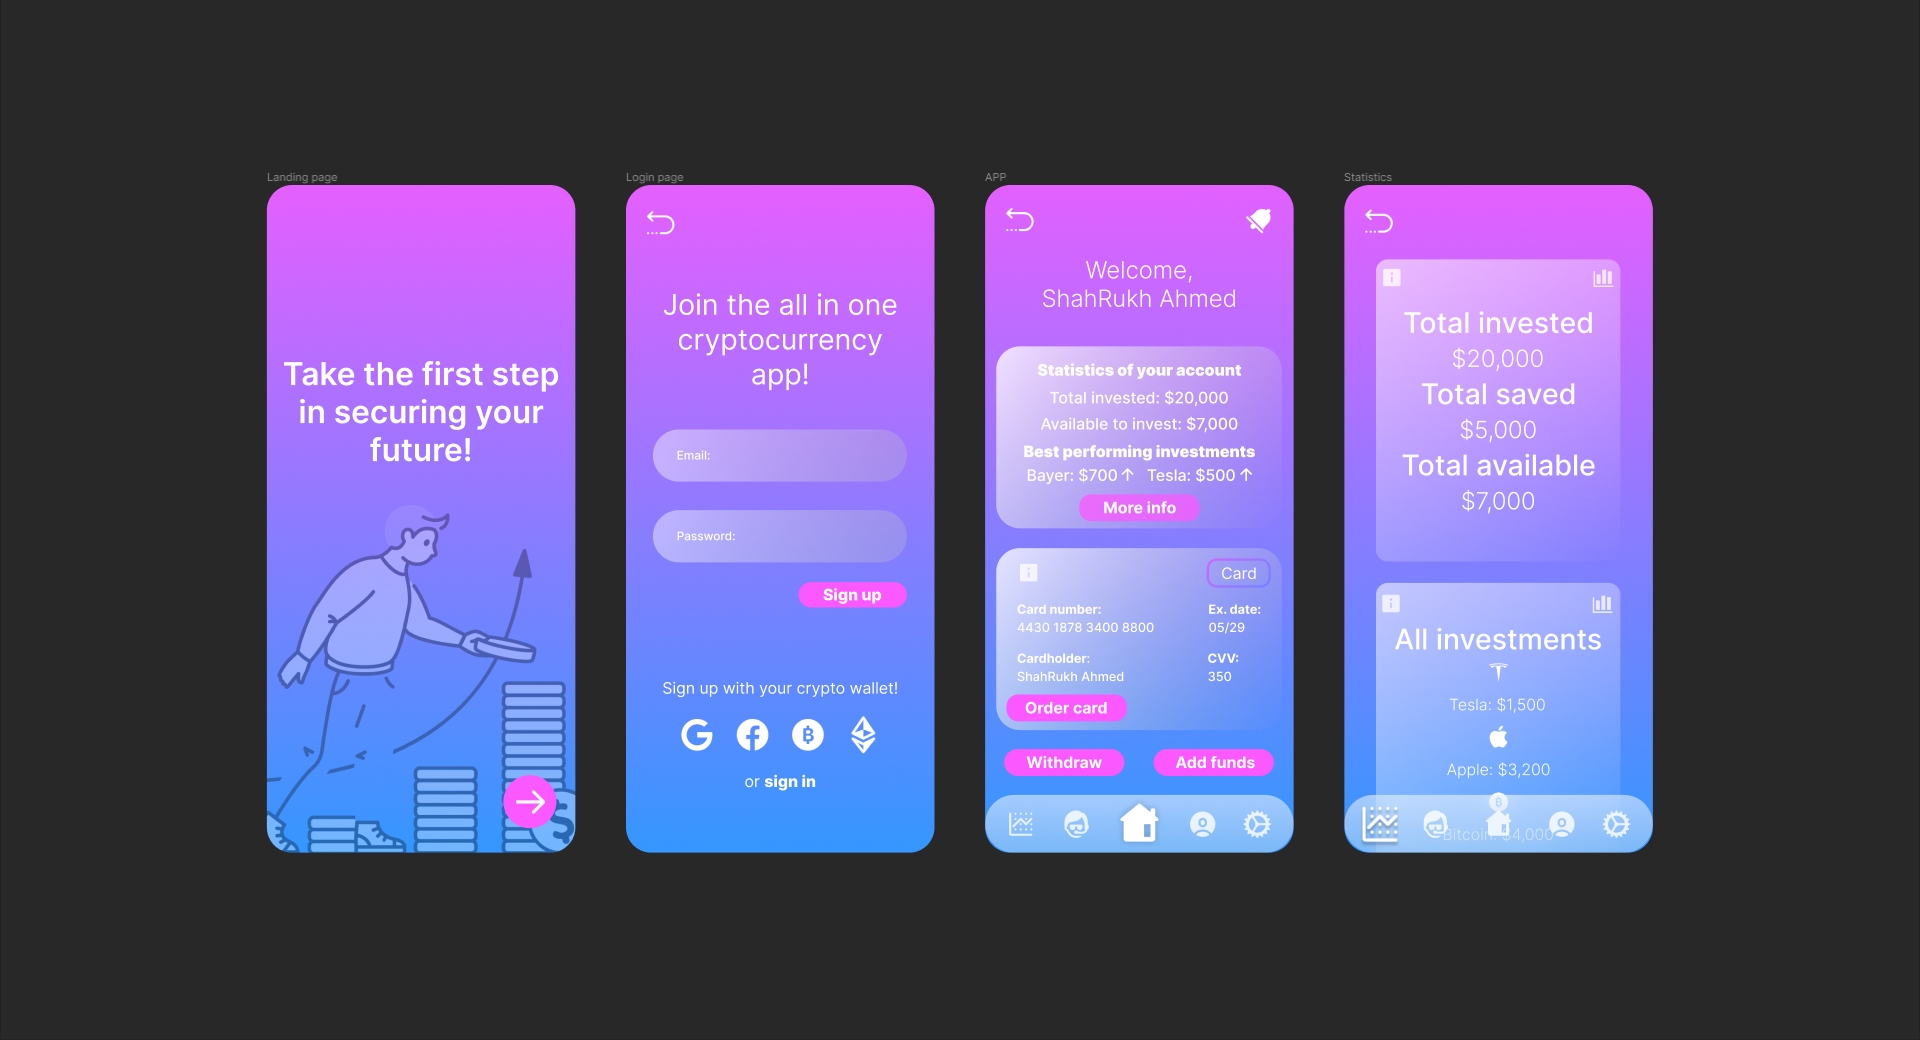 Landing page
Take the first step
in securing your
future!
Login page
Join the all in one
cryptocurrency
app!
Email:
Password:
Sign up
Sign up with your crypto wallet!
or sign in
APP
Welcome,
ShahRukh Ahmed
Statistics of your account
Total invested: $20,000
Available to invest: $7,000
Best performing investments
Bayer: $700↑ Tesla: $500↑
More info
Card
Card number: Ex. date:
4430 1878 3400 8800 05/29
Cardholder: CVV:
ShahRukh Ahmed 350
Order card
Withdraw Add funds
Statistics
Total invested
$20,000
Total saved
$5,000
Total available
$7,000
All investments
Tesla: $1,500
Apple: $3,200
Bitcoin: $4,000